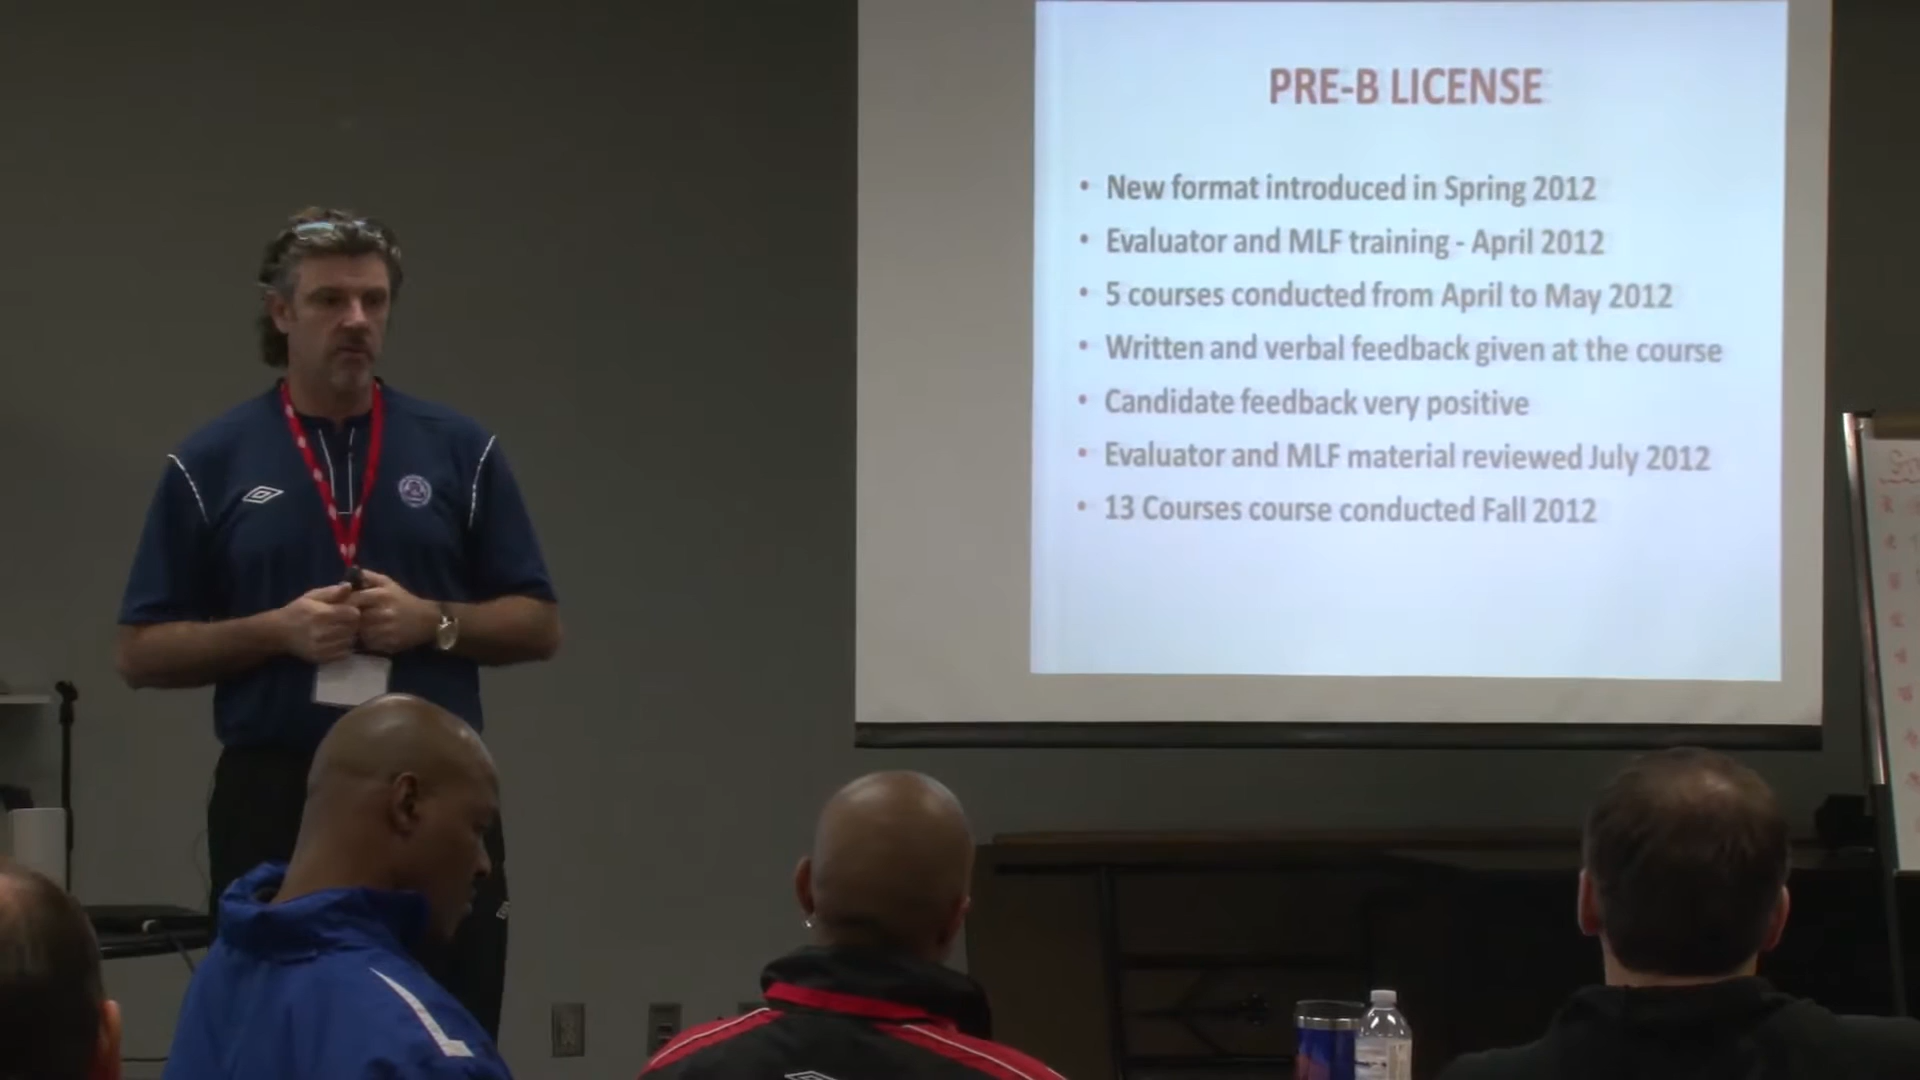 PRE-B LICENSE
• New format introduced in Spring 2012
• Evaluator and MLF training - April 2012
• 5 courses conducted from April to May 2012
• Written and verbal feedback given at the course
• Candidate feedback very positive
• Evaluator and MLF material reviewed July 2012
• 13 Courses course conducted Fall 2012